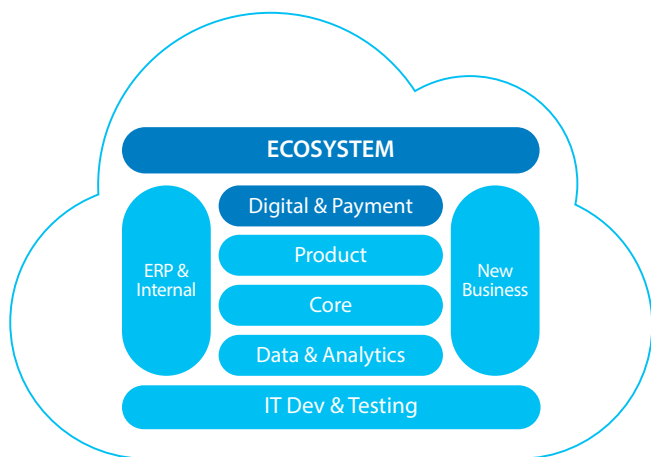 ECOSYSTEM
Digital & Payment
ERP &
Internal
Product
Core
Data & Analytics
New
Business
IT Dev & Testing